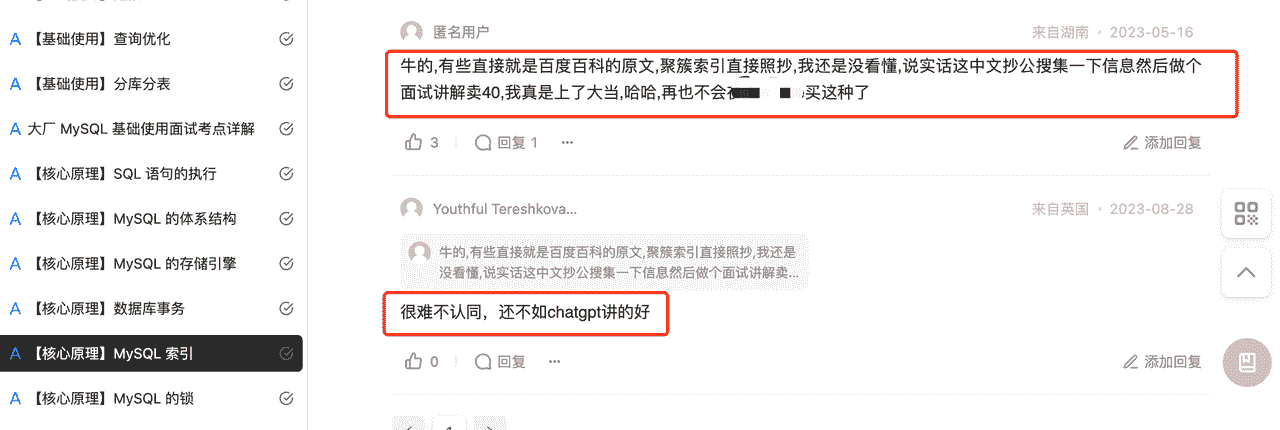 【基础使用】查询优化
【基础使用】分库分表
大厂 MySQL 基础使用面试考点详解
【核心原理】SQL 语句的执行
【核心原理】MySQL 的体系结构
【核心原理】MySQL 的存储引擎
【核心原理】数据库事务
【核心原理】MySQL 索引
【核心原理】MySQL 的锁
匿名用户
来自湖南 • 2023-05-16
牛的,有些直接就是百度百科的原文,聚簇索引直接照抄,我还是没看懂,说实话这中文抄公搜集一下信息然后做个
面试讲解卖40,我真是上了大当,哈哈,再也不会 买这种了
3
回复 1
添加回复
Youthful Tereshkova...
来自英国 • 2023-08-28
牛的,有些直接就是百度百科的原文,聚簇索引直接照抄,我还是
没看懂,说实话这中文抄公搜集一下信息然后做个面试讲解卖...
很难不认同，还不如chatgpt讲的好
0
回复
添加回复